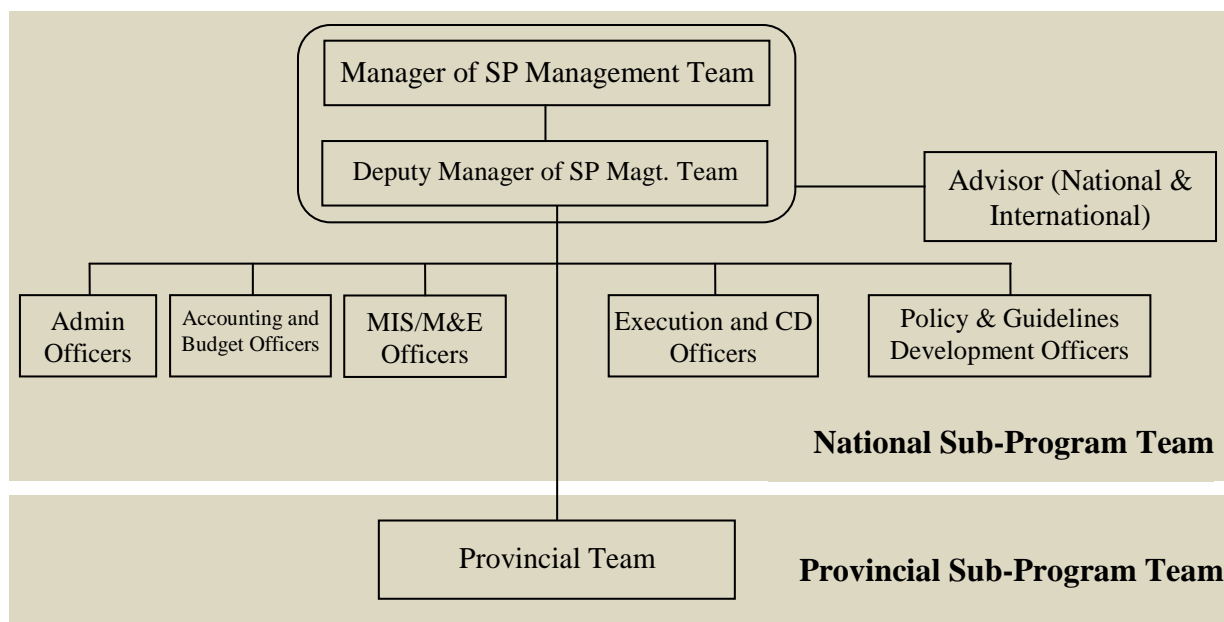 Manager of SP Management Team
Deputy Manager of SP Magt. Team
Advisor (National &
International)
Admin
Officers
Accounting and
Budget Officers
MIS/M&E
Officers
Execution and CD
Officers
Policy & Guidelines
Development Officers
National Sub-Program Team
Provincial Team
Provincial Sub-Program Team